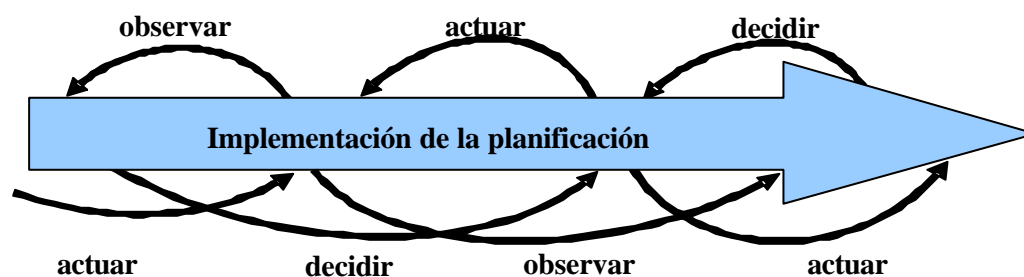 observar actuar decidir
Implementación de la planificación
actuar decidir observar actuar